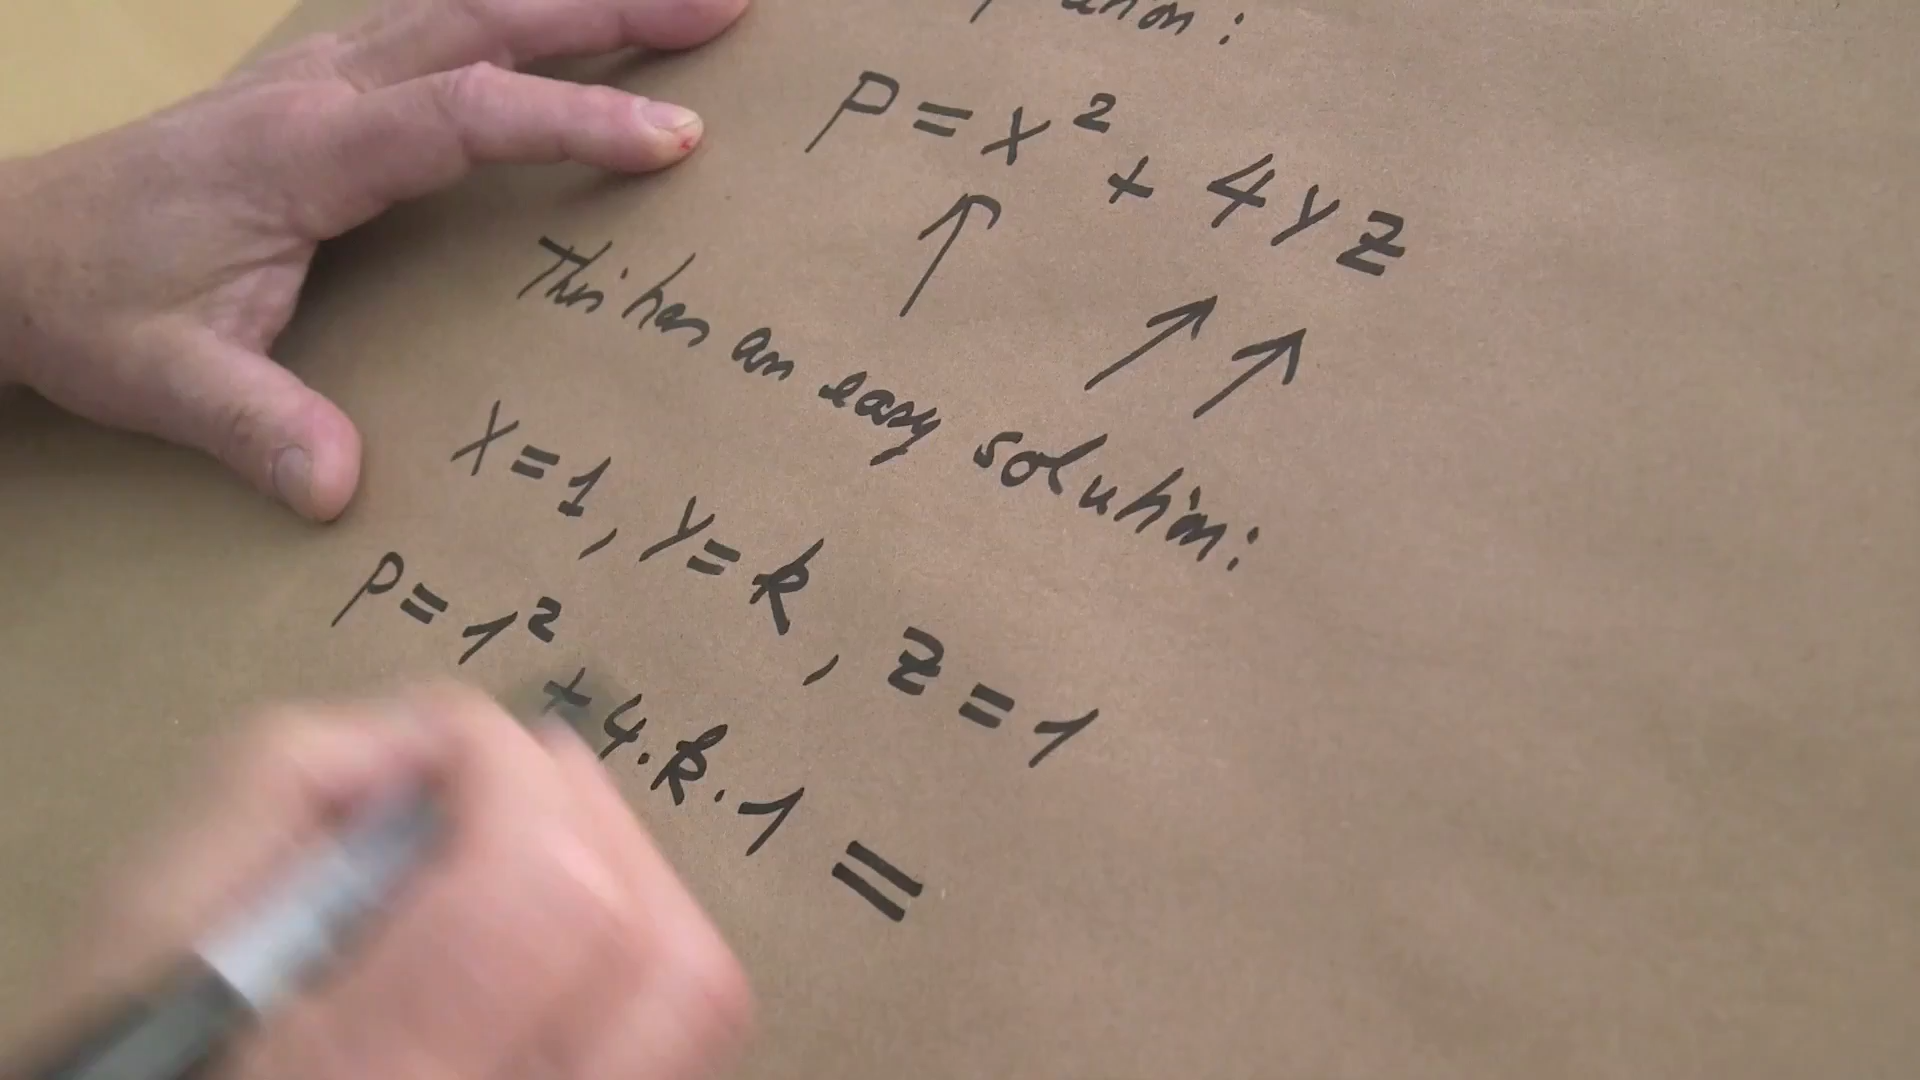 P = x² + 4yz
This has an easy solution:
x = 1, y = k, z = 1
P = 1² + 4·k·1 =